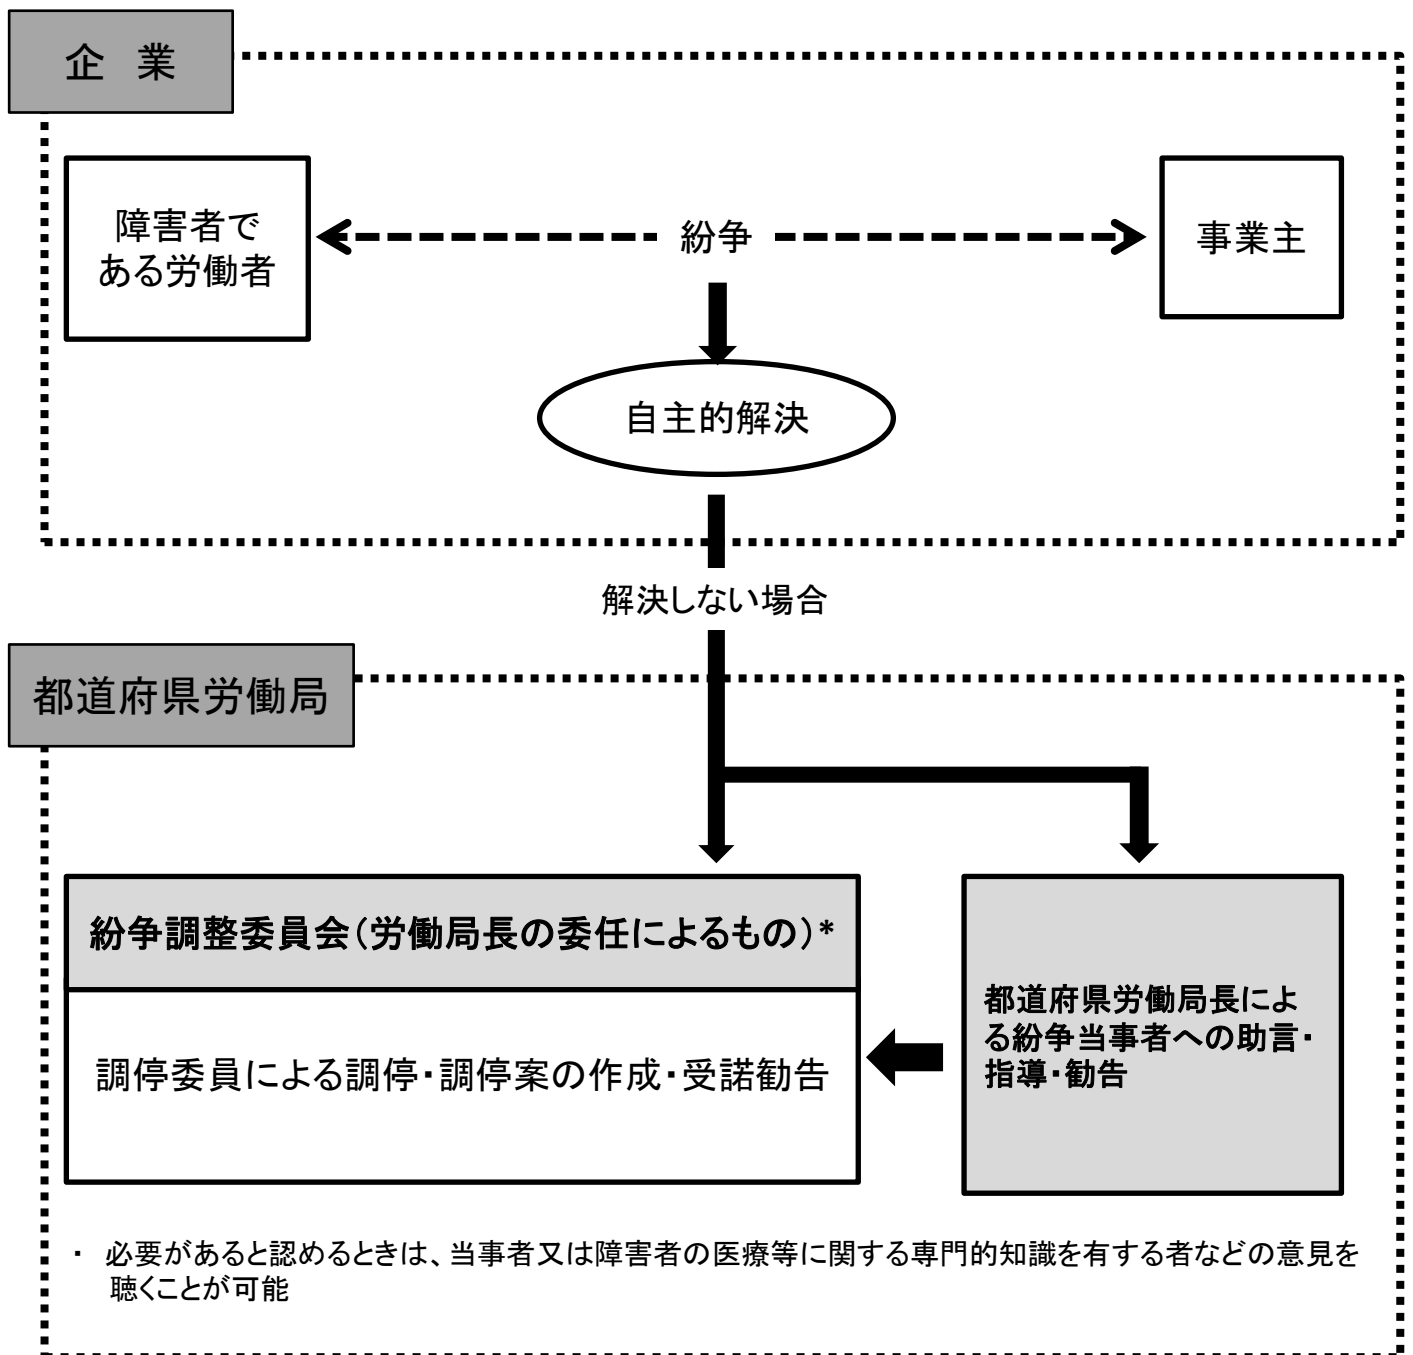 企　業
障害者で
ある労働者
紛争
事業主
自主的解決
解決しない場合
都道府県労働局
紛争調整委員会（労働局長の委任によるもの）*
調停委員による調停・調停案の作成・受諾勧告
都道府県労働局長によ
る紛争当事者への助言・
指導・勧告
・　必要があると認めるときは、当事者又は障害者の医療等に関する専門的知識を有する者などの意見を
聴くことが可能